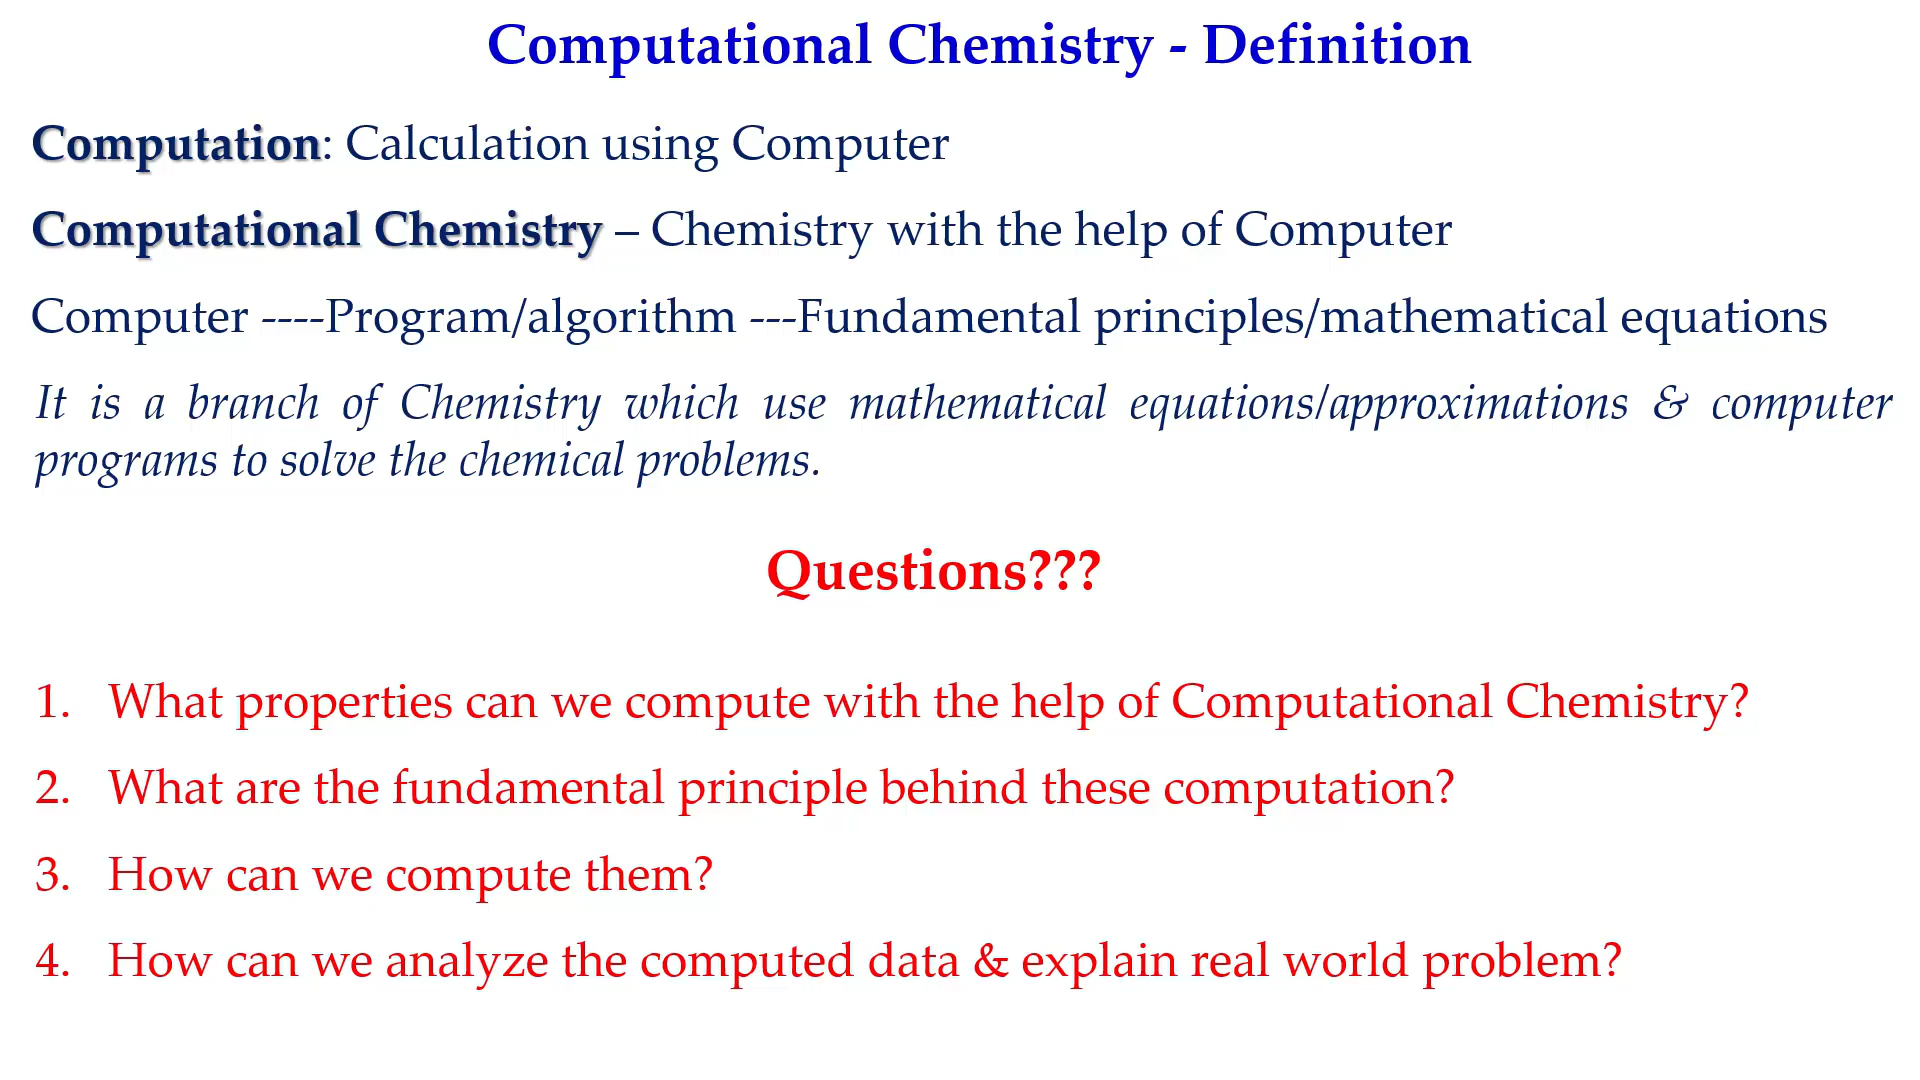 Computational Chemistry - Definition
Computation: Calculation using Computer
Computational Chemistry – Chemistry with the help of Computer
Computer ----Program/algorithm ---Fundamental principles/mathematical equations
It is a branch of Chemistry which use mathematical equations/approximations & computer
programs to solve the chemical problems.
Questions???
1. What properties can we compute with the help of Computational Chemistry?
2. What are the fundamental principle behind these computation?
3. How can we compute them?
4. How can we analyze the computed data & explain real world problem?